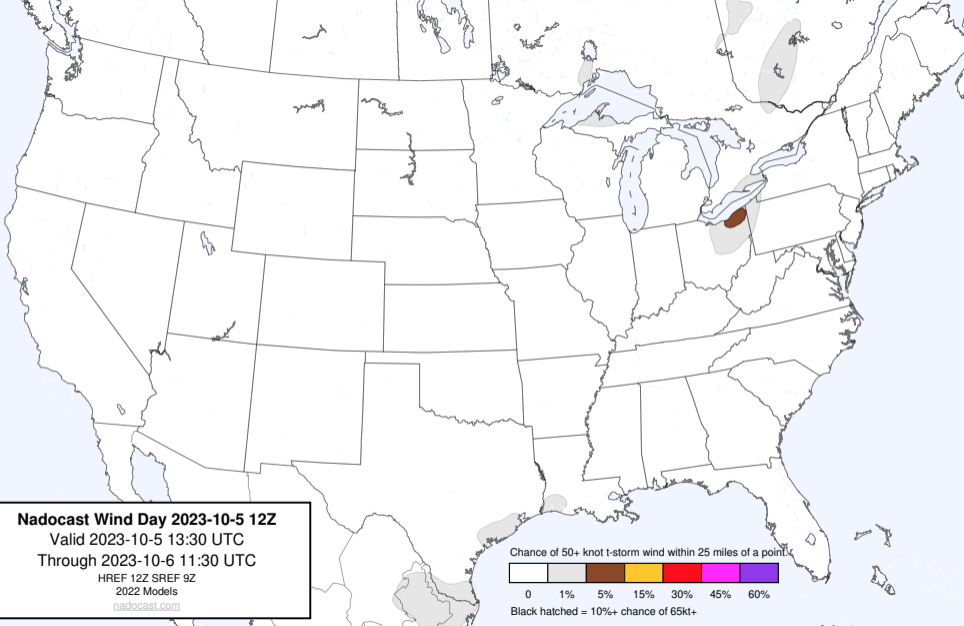 Nadocast Wind Day 2023-10-5 12Z
Valid 2023-10-5 13:30 UTC
Through 2023-10-6 11:30 UTC
HREF 12Z SREF 9Z
2022 Models
nadocast.com
Chance of 50+ knot t-storm wind within 25 miles of a point.
0 1% 5% 15% 30% 45% 60%
Black hatched = 10%+ chance of 65kt+